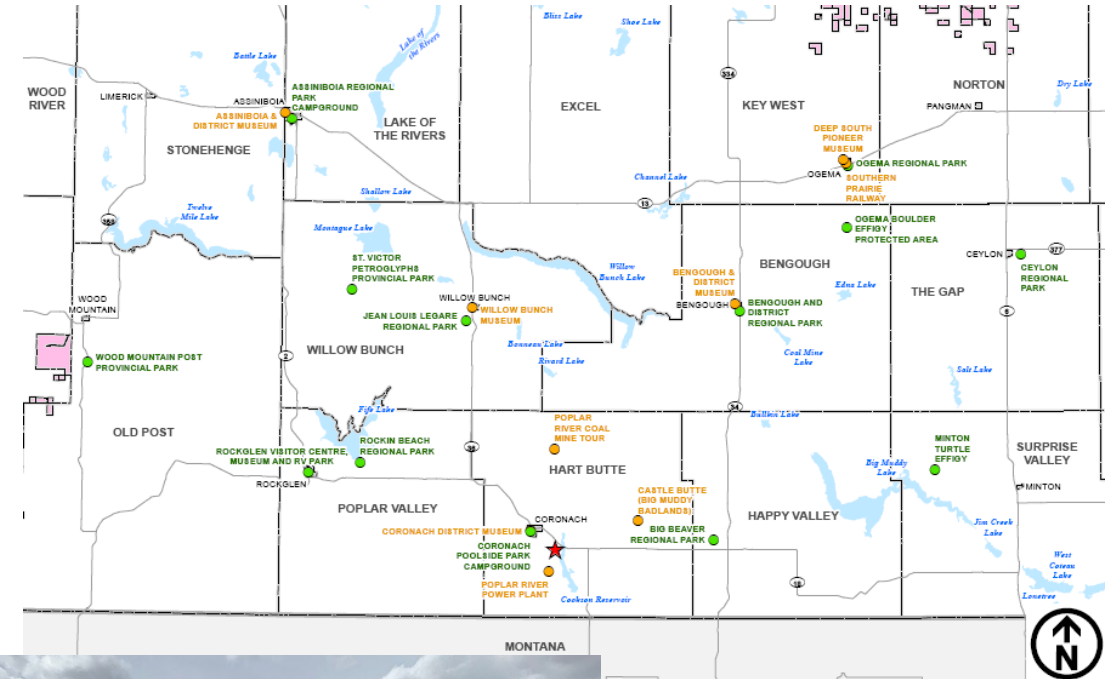 Bliss Lake
Shoe Lake
Lake of
the Rivers
Battle Lake
334
NORTON
WOOD
RIVER
LIMERICK
ASSINIBOIA
ASSINIBOIA REGIONAL
PARK
CAMPGROUND
EXCEL
KEY WEST
PANGMAN
Dry Lake
ASSINIBOIA &
DISTRICT MUSEUM
LAKE OF
THE RIVERS
STONEHENGE
DEEP SOUTH
PIONEER
MUSEUM
OGEMA
OGEMA REGIONAL PARK
SOUTHERN
PRAIRIE
RAILWAY
Channel Lake
Shallow Lake
13
Twelve
Mile Lake
Montague Lake
OGEMA BOULDER
EFFIGY
PROTECTED AREA
377
CEYLON
CEYLON
REGIONAL
PARK
ST. VICTOR
PETROGLYPHS
PROVINCIAL PARK
Willow
Bunch Lake
BENGOUGH &
DISTRICT
MUSEUM
BENGOUGH
BENGOUGH
Edna Lake
THE GAP
WOOD
MOUNTAIN
WILLOW BUNCH
WILLOW BUNCH
MUSEUM
JEAN LOUIS LEGARE
REGIONAL PARK
BENGOUGH AND
DISTRICT
REGIONAL PARK
6
Bonneau Lake
Rivard Lake
Coal Mine
Lake
WILLOW BUNCH
2
WOOD MOUNTAIN POST
PROVINCIAL PARK
Salt Lake
Fife Lake
34
POPLAR
RIVER COAL
MINE TOUR
OLD POST
ROCKGLEN VISITOR CENTRE,
MUSEUM AND RV PARK
ROCKGLEN
ROCKIN BEACH
REGIONAL PARK
36
HART BUTTE
MINTON
TURTLE
EFFIGY
SURPRISE
VALLEY
Big Muddy
Lake
MINTON
CASTLE BUTTE
(BIG MUDDY
BADLANDS)
POPLAR VALLEY
HAPPY VALLEY
CORONACH
CORONACH DISTRICT MUSEUM
BIG BEAVER
REGIONAL PARK
Jim Creek
Lake
CORONACH
POOLSIDE PARK
CAMPGROUND
West
Coteau
Lake
POPLAR RIVER
POWER PLANT
18
Cookson Reservoir
Lonetree
MONTANA
N